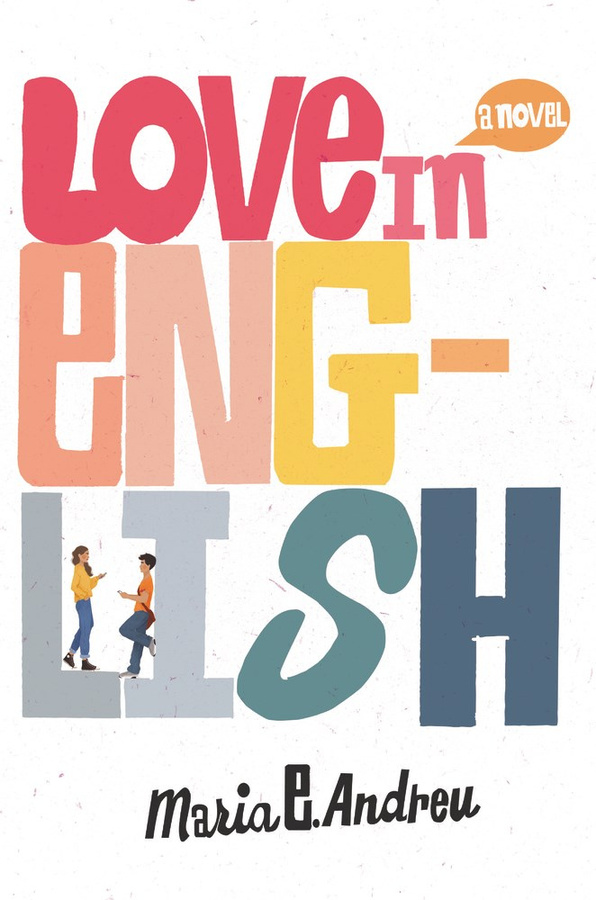 LOVE in
a novel
ENG-
LISH
Maria E. Andreu